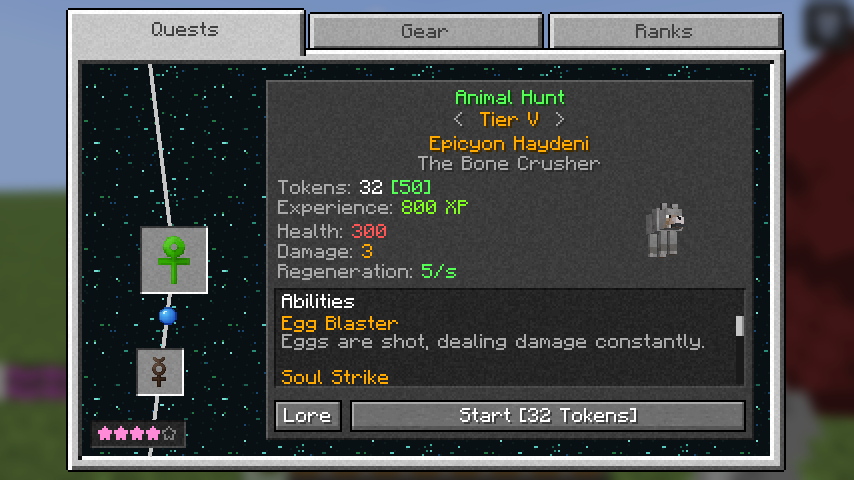 Quests
Gear
Ranks
Animal Hunt
< Tier V >
Epicyon Haydeni
The Bone Crusher
Tokens: 32 [50]
Experience: 800 XP
Health: 300
Damage: 3
Regeneration: 5/s
Abilities
Egg Blaster
Eggs are shot, dealing damage constantly.
Soul Strike
Lore
Start [32 Tokens]